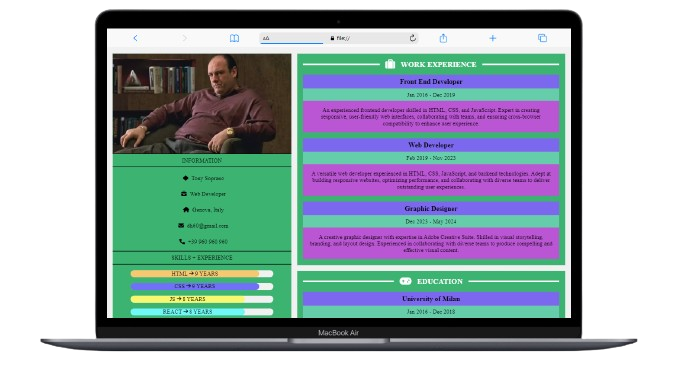 AA
file://
INFORMATION
Tony Soprano
Web Developer
Genova, Italy
@gmail.com
+39 960 960 960
SKILLS - EXPERIENCE
HTML ➔ 9 YEARS
CSS ➔ 9 YEARS
JS ➔ 8 YEARS
REACT ➔ 8 YEARS
WORK EXPERIENCE
Front End Developer
Jan 2016 - Dec 2019
An experienced frontend developer skilled in HTML, CSS, and JavaScript. Expert in creating
responsive, user-friendly web interfaces, collaborating with teams, and ensuring cross-browser
compatibility to enhance user experience.
Web Developer
Feb 2019 - Nov 2023
A versatile web developer experienced in HTML, CSS, JavaScript, and backend technologies. Adept at
building responsive websites, optimizing performance, and collaborating with diverse teams to deliver
outstanding user experiences.
Graphic Designer
Dec 2023 - May 2024
A creative graphic designer with expertise in Adobe Creative Suite. Skilled in visual storytelling,
branding, and layout design. Experienced in collaborating with diverse teams to produce compelling and
effective visual content.
EDUCATION
University of Milan
Jan 2016 - Dec 2018
MacBook Air